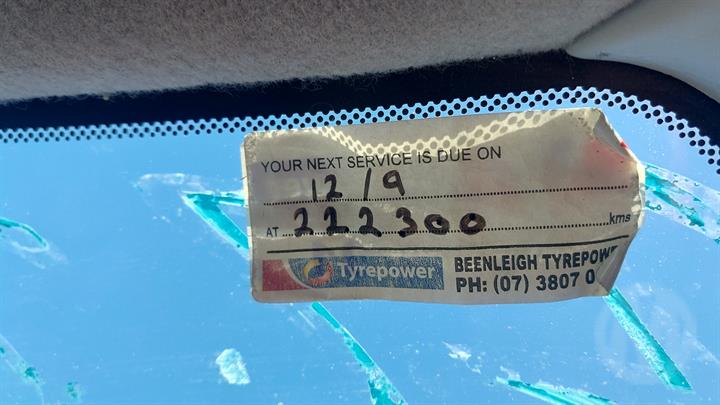 YOUR NEXT SERVICE IS DUE ON
12/9
AT 222300 kms
Tyrepower BEENLEIGH TYREPOW
PH: (07) 3807 0